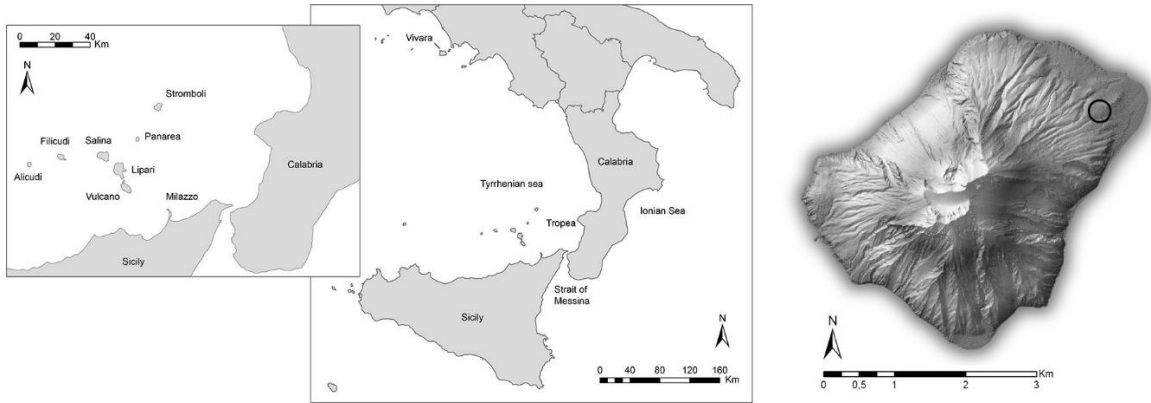 0 20 40
Km
N
Stromboli
Filicudi
Salina
Panarea
Alicudi
Lipari
Vulcano
Milazzo
Calabria
Sicily
Vivara
Calabria
Tyrrhenian sea
Ionian Sea
Tropea
Strait of
Messina
Sicily
N
0 20 40 80 120 160
Km
N
Km
0 0,5 1 2 3